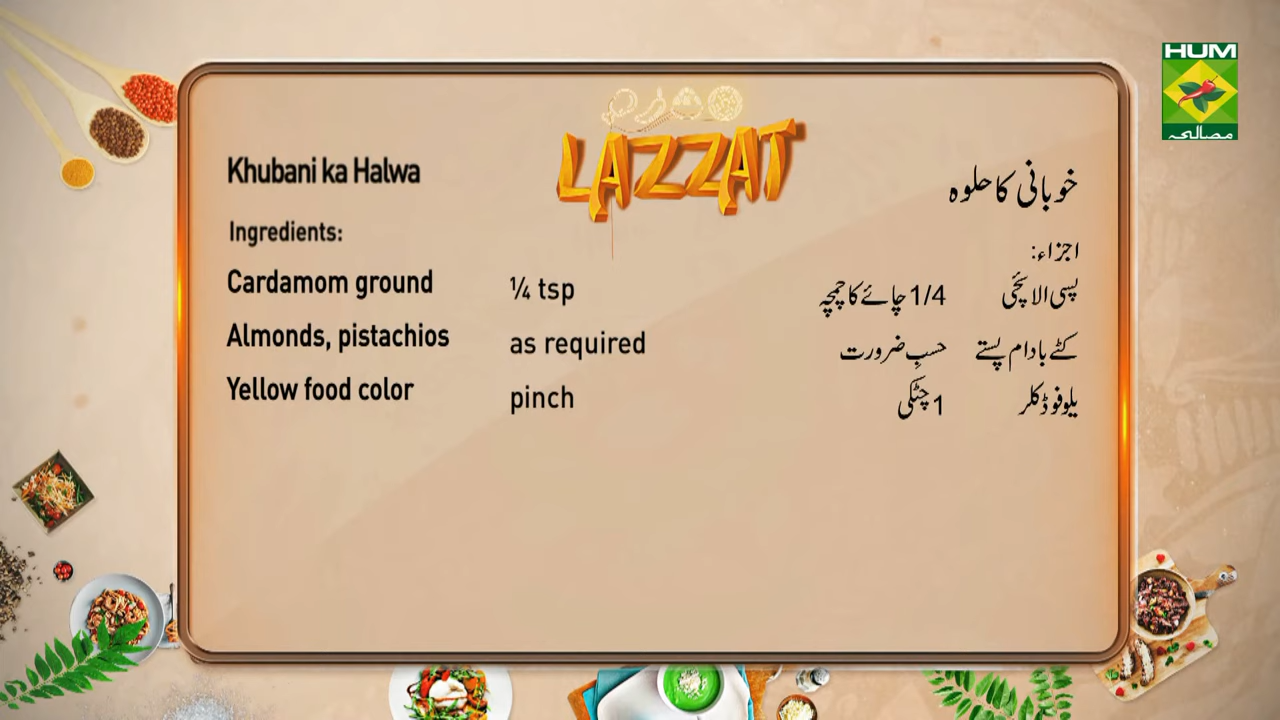 HUM
مصالحہ
LAZZAT
Khubani ka Halwa
خوبانی کا حلوہ
Ingredients:
اجزاء:
Cardamom ground ¼ tsp
پسی الائچی 1/4 چائے کا چمچہ
Almonds, pistachios as required
کٹے بادام پستے حسبِ ضرورت
Yellow food color pinch
یلو فوڈ کلر 1 چٹکی